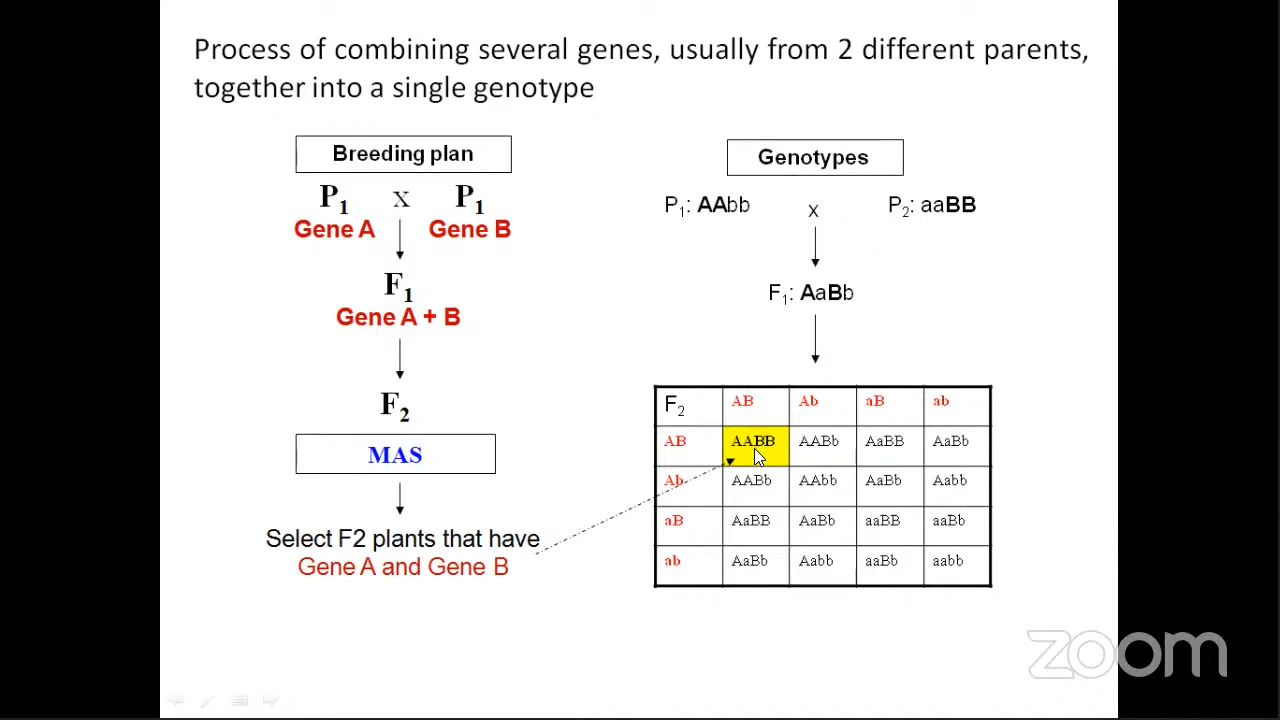 Process of combining several genes, usually from 2 different parents,
together into a single genotype
Breeding plan
P1 x P1
Gene A Gene B
F1
Gene A + B
F2
MAS
Select F2 plants that have
Gene A and Gene B
Genotypes
P1: AAbb x P2: aaBB
F1: AaBb
F2 AB Ab aB ab
AB AABB AABb AaBB AaBb
Ab AABb AAbb AaBb Aabb
aB AaBB AaBb aaBB aaBb
ab AaBb Aabb aaBb aabb
zoom